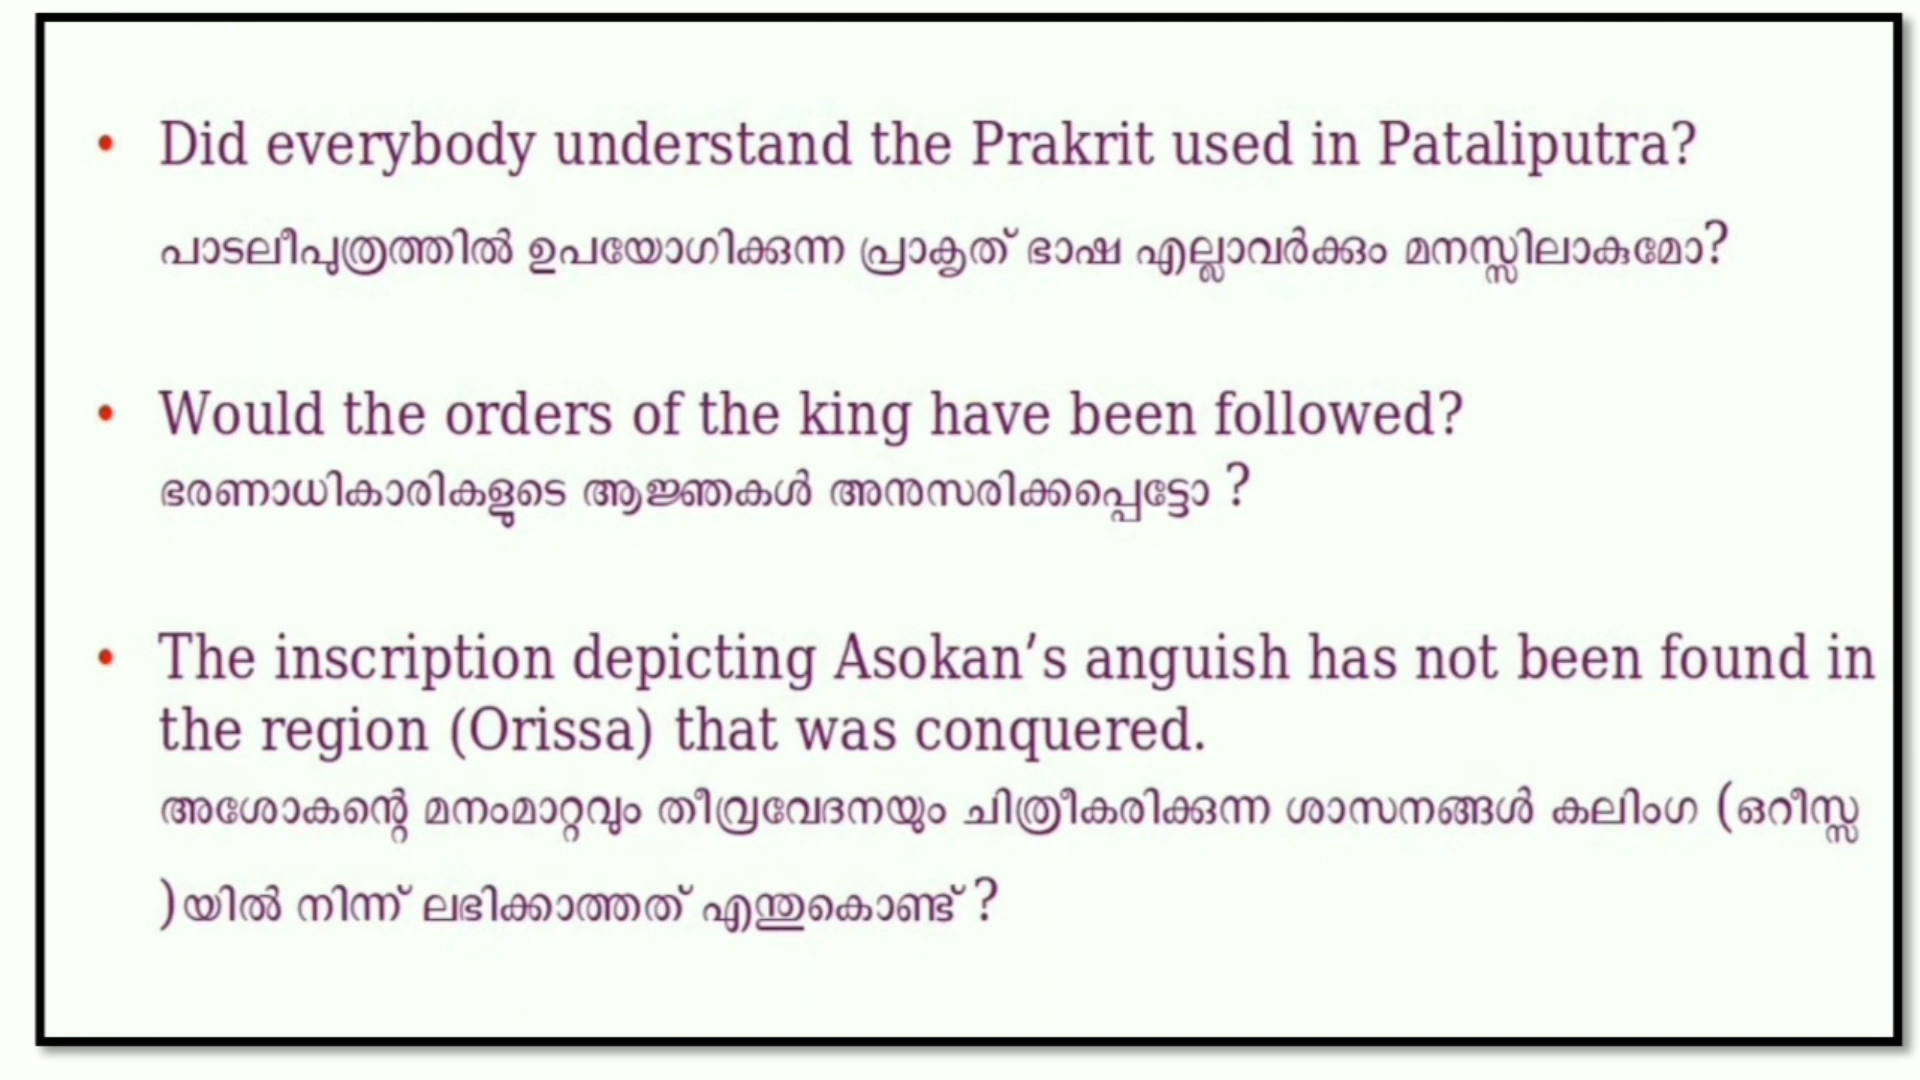 • Did everybody understand the Prakrit used in Pataliputra?
പാടലീപുത്രത്തിൽ ഉപയോഗിക്കുന്ന പ്രാകൃത് ഭാഷ എല്ലാവർക്കും മനസ്സിലാകുമോ?
• Would the orders of the king have been followed?
ഭരണാധികാരികളുടെ ആജ്ഞകൾ അനുസരിക്കപ്പെട്ടോ ?
• The inscription depicting Asokan’s anguish has not been found in
the region (Orissa) that was conquered.
അശോകന്റെ മനംമാറ്റവും തീവ്രവേദനയും ചിത്രീകരിക്കുന്ന ശാസനങ്ങൾ കലിംഗ (ഒറീസ്സ
)യിൽ നിന്ന് ലഭിക്കാത്തത് എന്തുകൊണ്ട് ?